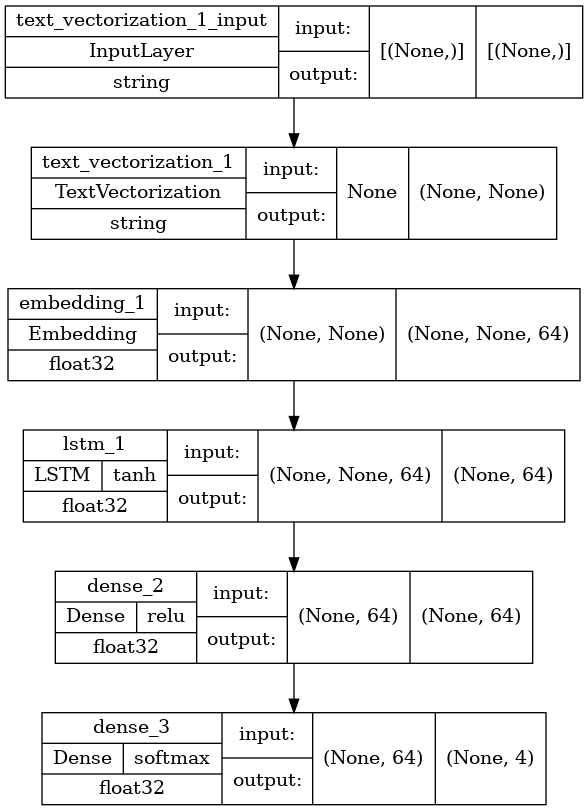 text_vectorization_1_input
InputLayer
string
input:
output:
[(None,)]
[(None,)]
text_vectorization_1
TextVectorization
string
input:
output:
None
(None, None)
embedding_1
Embedding
float32
input:
output:
(None, None)
(None, None, 64)
lstm_1
LSTM
tanh
float32
input:
output:
(None, None, 64)
(None, 64)
dense_2
Dense
relu
float32
input:
output:
(None, 64)
(None, 64)
dense_3
Dense
softmax
float32
input:
output:
(None, 64)
(None, 4)